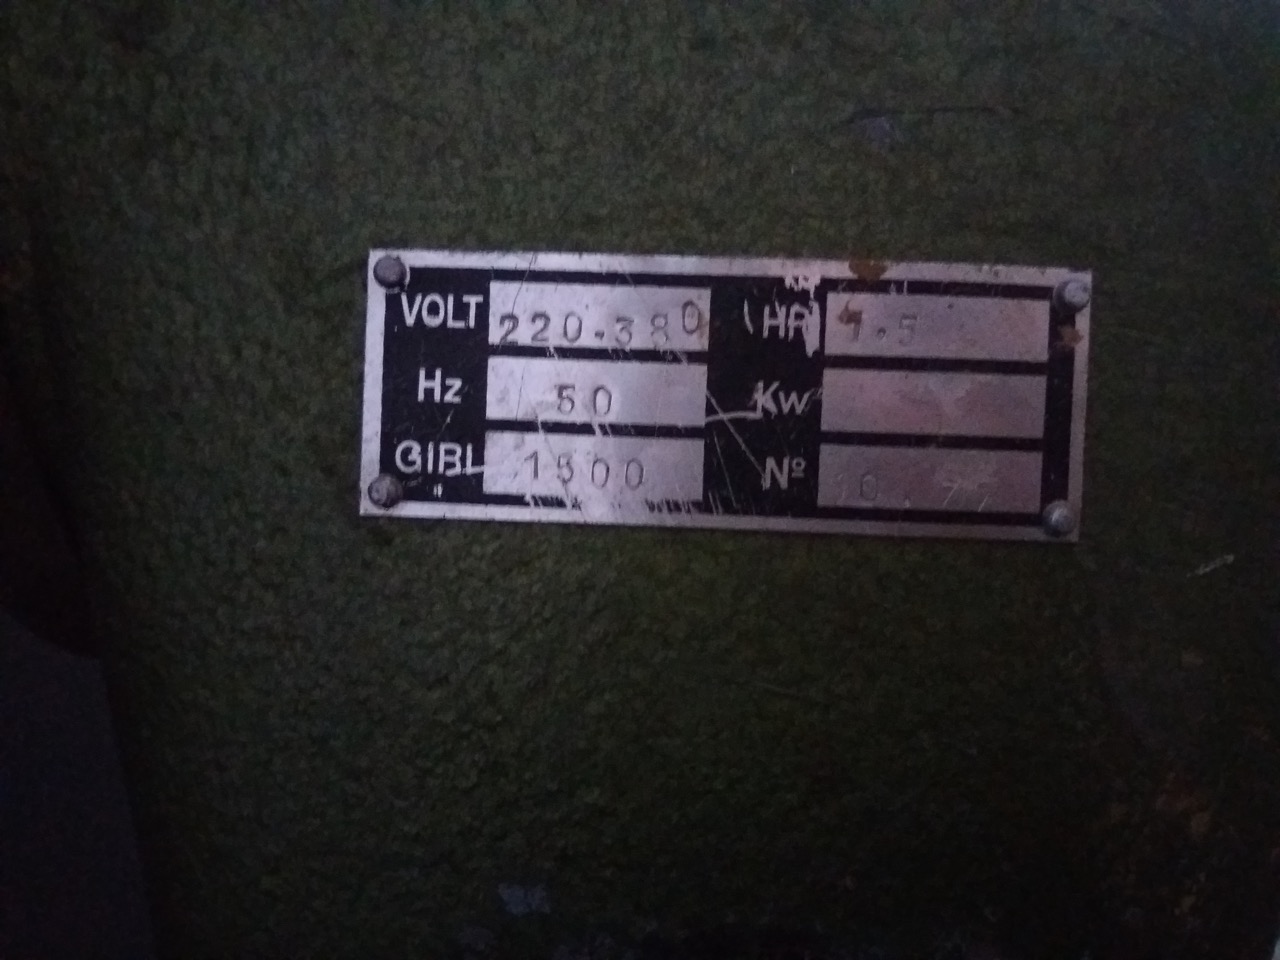 VOLT 220-380 HP 1.5
Hz 50 Kw
GIRI 1500 Nº